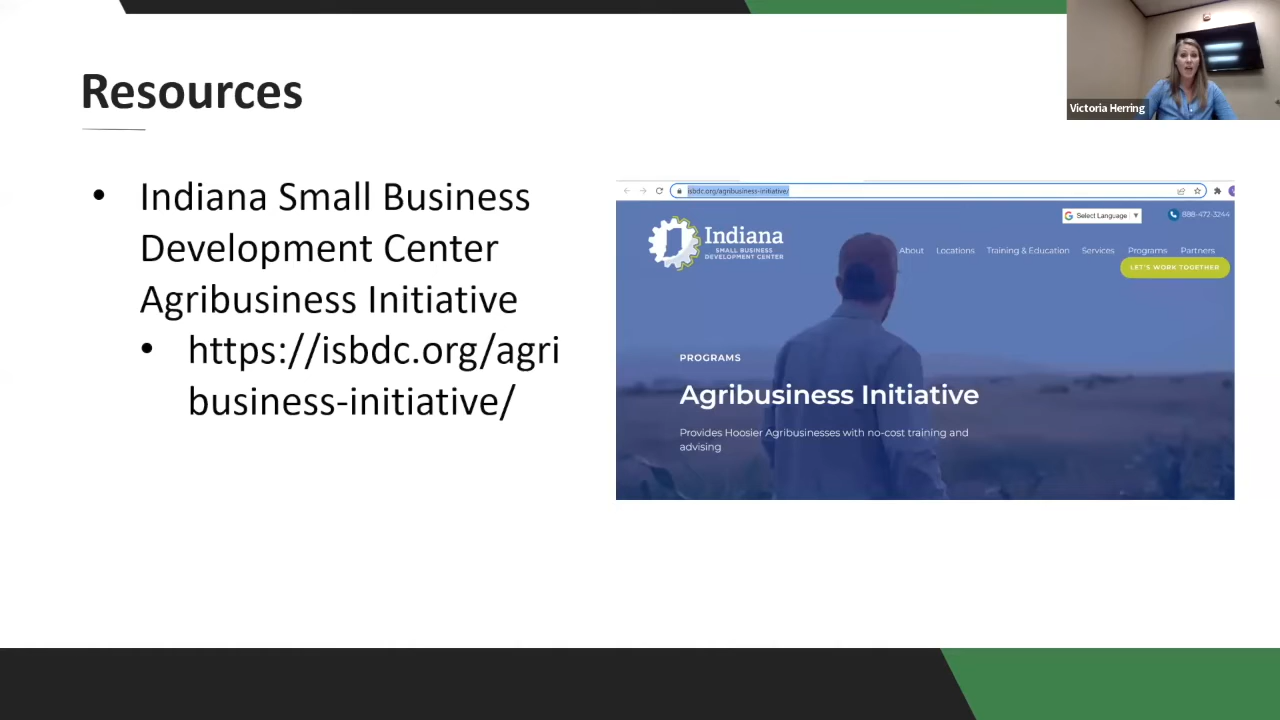 Resources
Victoria Herring
• Indiana Small Business
Development Center
Agribusiness Initiative
• https://isbdc.org/agri
business-initiative/
isbdc.org/agribusiness-initiative/
Select Language ▼
888-472-3244
Indiana
SMALL BUSINESS
DEVELOPMENT CENTER
About Locations Training & Education Services Programs Partners
LET'S WORK TOGETHER
PROGRAMS
Agribusiness Initiative
Provides Hoosier Agribusinesses with no-cost training and
advising